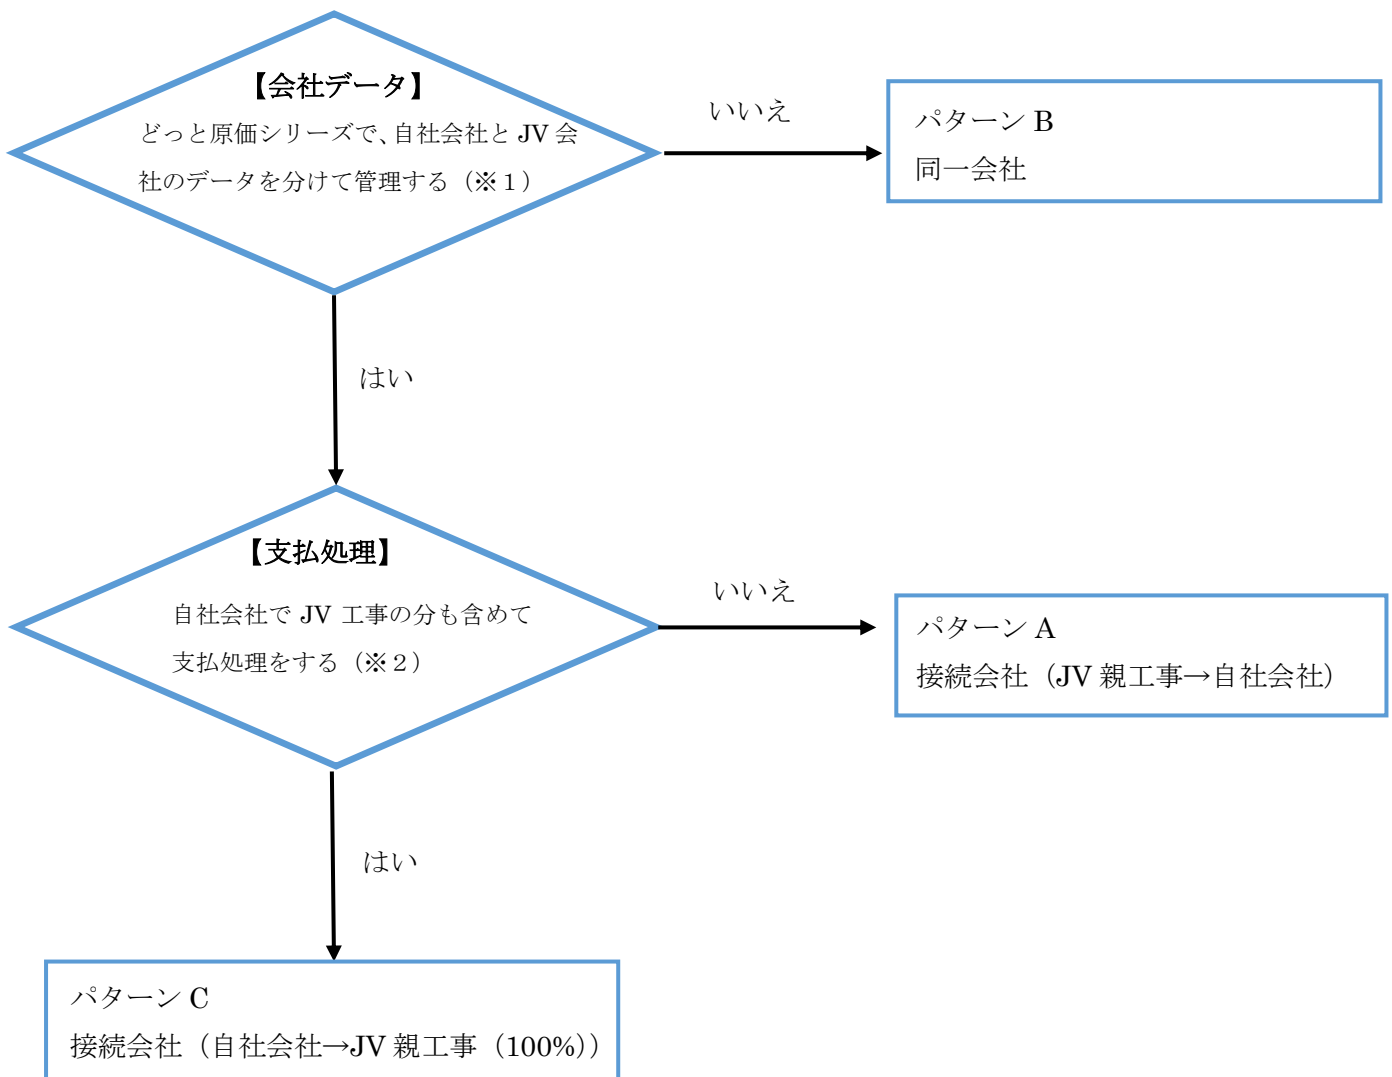 【会社データ】
どっと原価シリーズで、自社会社と JV 会
社のデータを分けて管理する（※１）
いいえ
パターン B
同一会社
はい
【支払処理】
自社会社で JV 工事の分も含めて
支払処理をする（※２）
いいえ
パターン A
接続会社（JV 親工事→自社会社）
はい
パターン C
接続会社（自社会社→JV 親工事（100%））